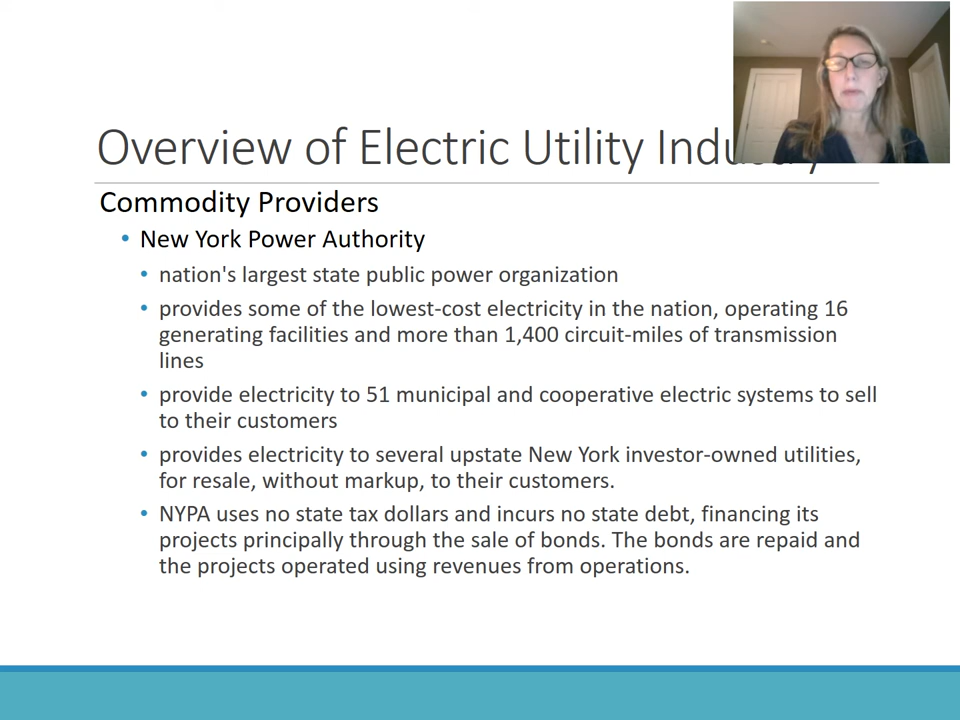 Overview of Electric Utility
Commodity Providers
• New York Power Authority
• nation's largest state public power organization
• provides some of the lowest-cost electricity in the nation, operating 16
generating facilities and more than 1,400 circuit-miles of transmission
lines
• provide electricity to 51 municipal and cooperative electric systems to sell
to their customers
• provides electricity to several upstate New York investor-owned utilities,
for resale, without markup, to their customers.
• NYPA uses no state tax dollars and incurs no state debt, financing its
projects principally through the sale of bonds. The bonds are repaid and
the projects operated using revenues from operations.